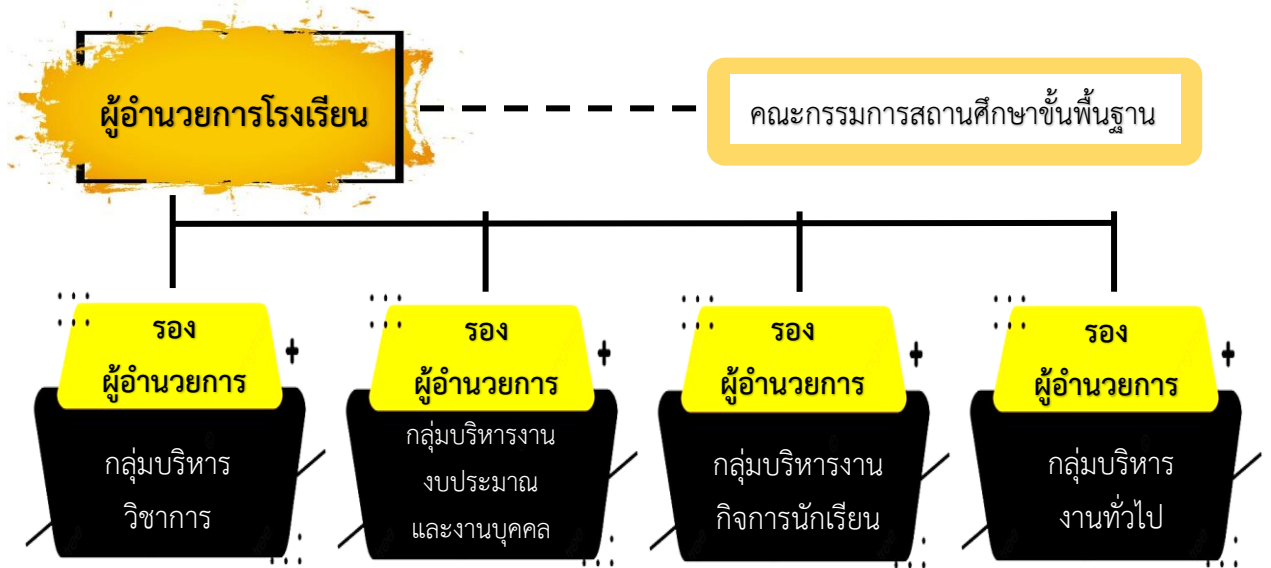 ผู้อำนวยการโรงเรียน
คณะกรรมการสถานศึกษาขั้นพื้นฐาน
รอง
ผู้อำนวยการ
กลุ่มบริหาร
วิชาการ
รอง
ผู้อำนวยการ
กลุ่มบริหารงาน
งบประมาณ
และงานบุคคล
รอง
ผู้อำนวยการ
กลุ่มบริหารงาน
กิจการนักเรียน
รอง
ผู้อำนวยการ
กลุ่มบริหาร
งานทั่วไป